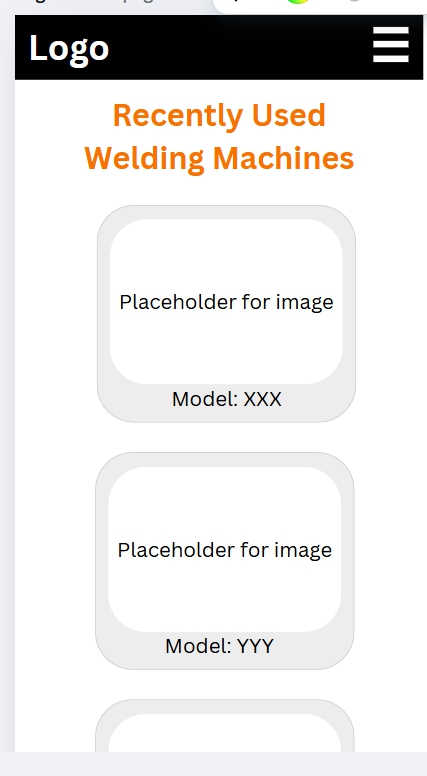 Logo
Recently Used
Welding Machines
Placeholder for image
Model: XXX
Placeholder for image
Model: YYY